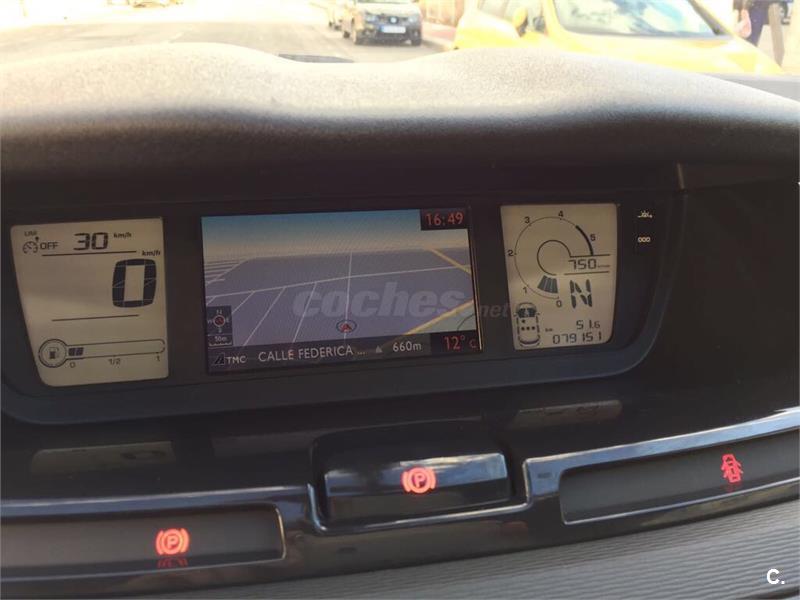 LIM
OFF 30 km/h
km/h
0
0 1/2 1
16:49
N
W E
50m
TMC CALLE FEDERICA ... 660m 12°C
coches.net
3 4
2 5
1 0
750
N
km 51.6
079151
P
P
C.